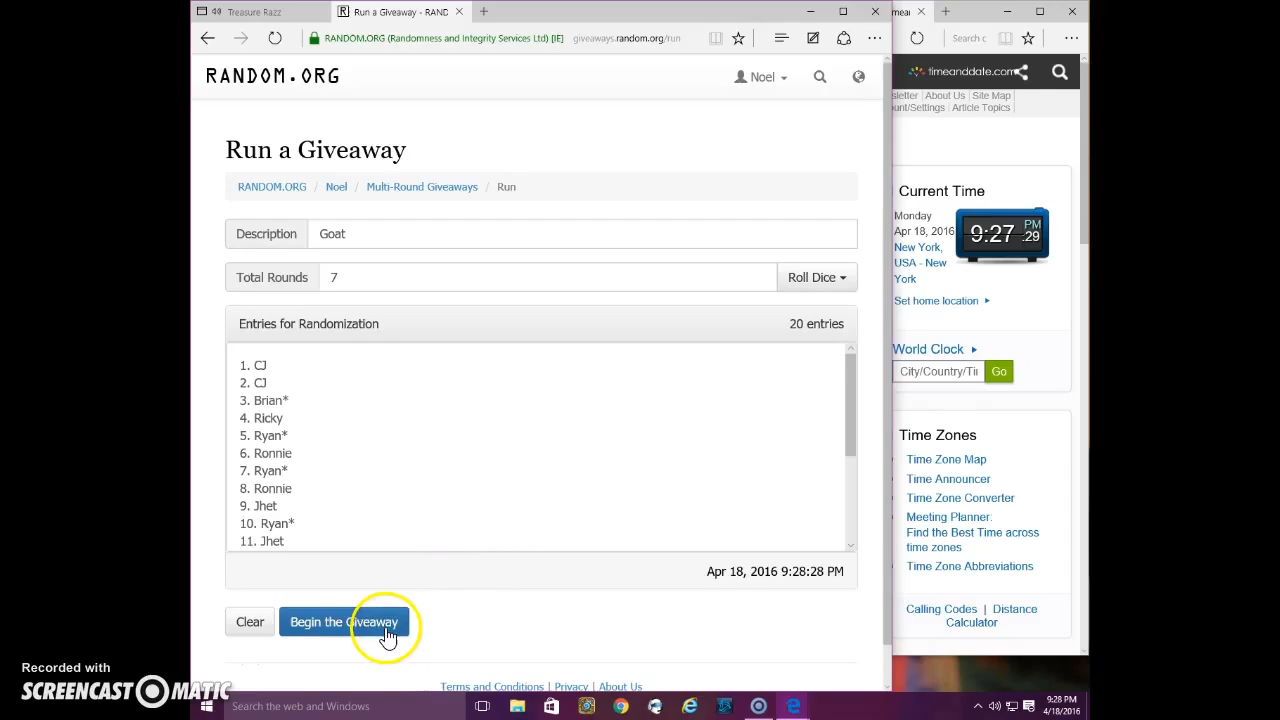 Treasure Razz
Run a Giveaway - RAND
RANDOM.ORG (Randomness and Integrity Services Ltd) [IE]
giveaways.random.org/run
Search c
RANDOM.ORG
Noel
timeanddate.com
About Us | Site Map
Article Topics
Run a Giveaway
RANDOM.ORG / Noel / Multi-Round Giveaways / Run
Description Goat
Total Rounds 7 Roll Dice
Entries for Randomization 20 entries
1. CJ
2. CJ
3. Brian*
4. Ricky
5. Ryan*
6. Ronnie
7. Ryan*
8. Ronnie
9. Jhet
10. Ryan*
11. Jhet
Apr 18, 2016 9:28:28 PM
Clear
Begin the Giveaway
Terms and Conditions | Privacy | About Us
Current Time
Monday
Apr 18, 2016
New York,
USA - New
York
9:27 PM :29
Set home location
World Clock
City/Country/Ti
Go
Time Zones
Time Zone Map
Time Announcer
Time Zone Converter
Meeting Planner:
Find the Best Time across
time zones
Time Zone Abbreviations
Calling Codes | Distance
Calculator
Recorded with
SCREENCAST-O-MATIC
Search the web and Windows
9:28 PM
4/18/2016